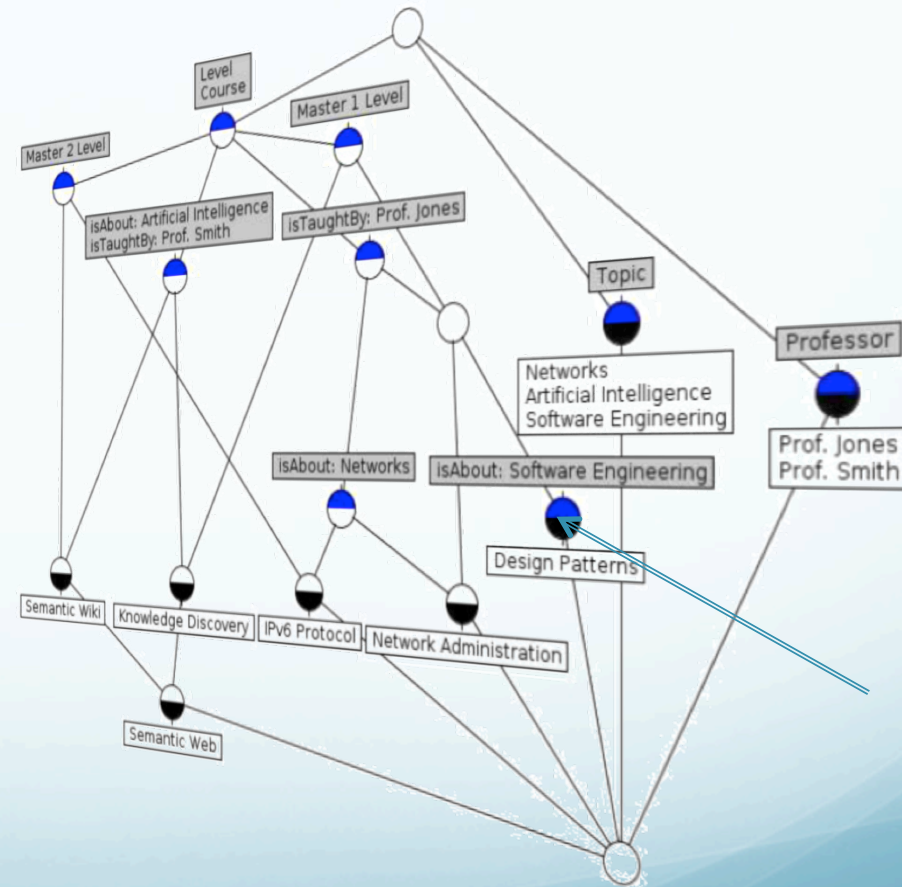 Level
Course
Master 1 Level
Master 2 Level
isAbout: Artificial Intelligence
isTaughtBy: Prof. Smith
isTaughtBy: Prof. Jones
Topic
Networks
Artificial Intelligence
Software Engineering
Professor
Prof. Jones
Prof. Smith
isAbout: Networks
isAbout: Software Engineering
Design Patterns
Semantic Wiki
Knowledge Discovery
IPv6 Protocol
Network Administration
Semantic Web